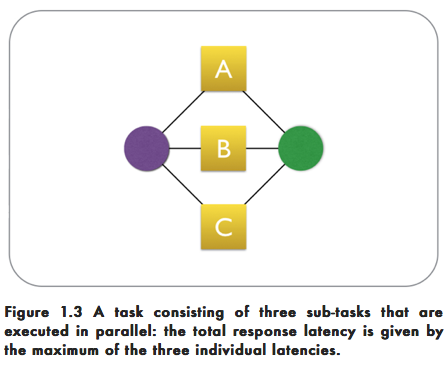 A
B
C
Figure 1.3 A task consisting of three sub-tasks that are
executed in parallel: the total response latency is given by
the maximum of the three individual latencies.